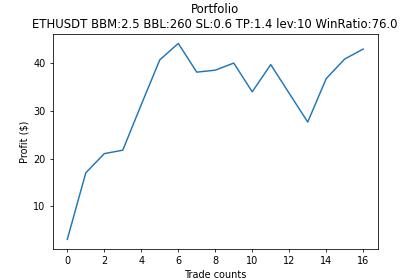 Portfolio
ETHUSDT BBM:2.5 BBL:260 SL:0.6 TP:1.4 lev:10 WinRatio:76.0
40
30
20
10
Profit ($)
0 2 4 6 8 10 12 14 16
Trade counts